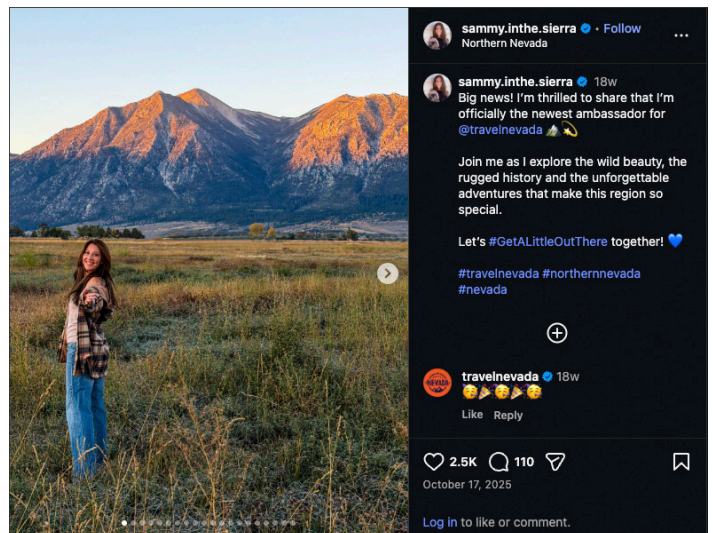 sammy.inthe.sierra • Follow
Northern Nevada
sammy.inthe.sierra 18w
Big news! I'm thrilled to share that I'm
officially the newest ambassador for
@travelnevada 🏔️💫
Join me as I explore the wild beauty, the
rugged history and the unforgettable
adventures that make this region so
special.
Let's #GetALittleOutThere together! 💙
#travelnevada #northernnevada
#nevada
NEVADA
travelnevada 18w
🥳🎉🥳🎉🥳
Like Reply
2.5K 110
October 17, 2025
Log in to like or comment.